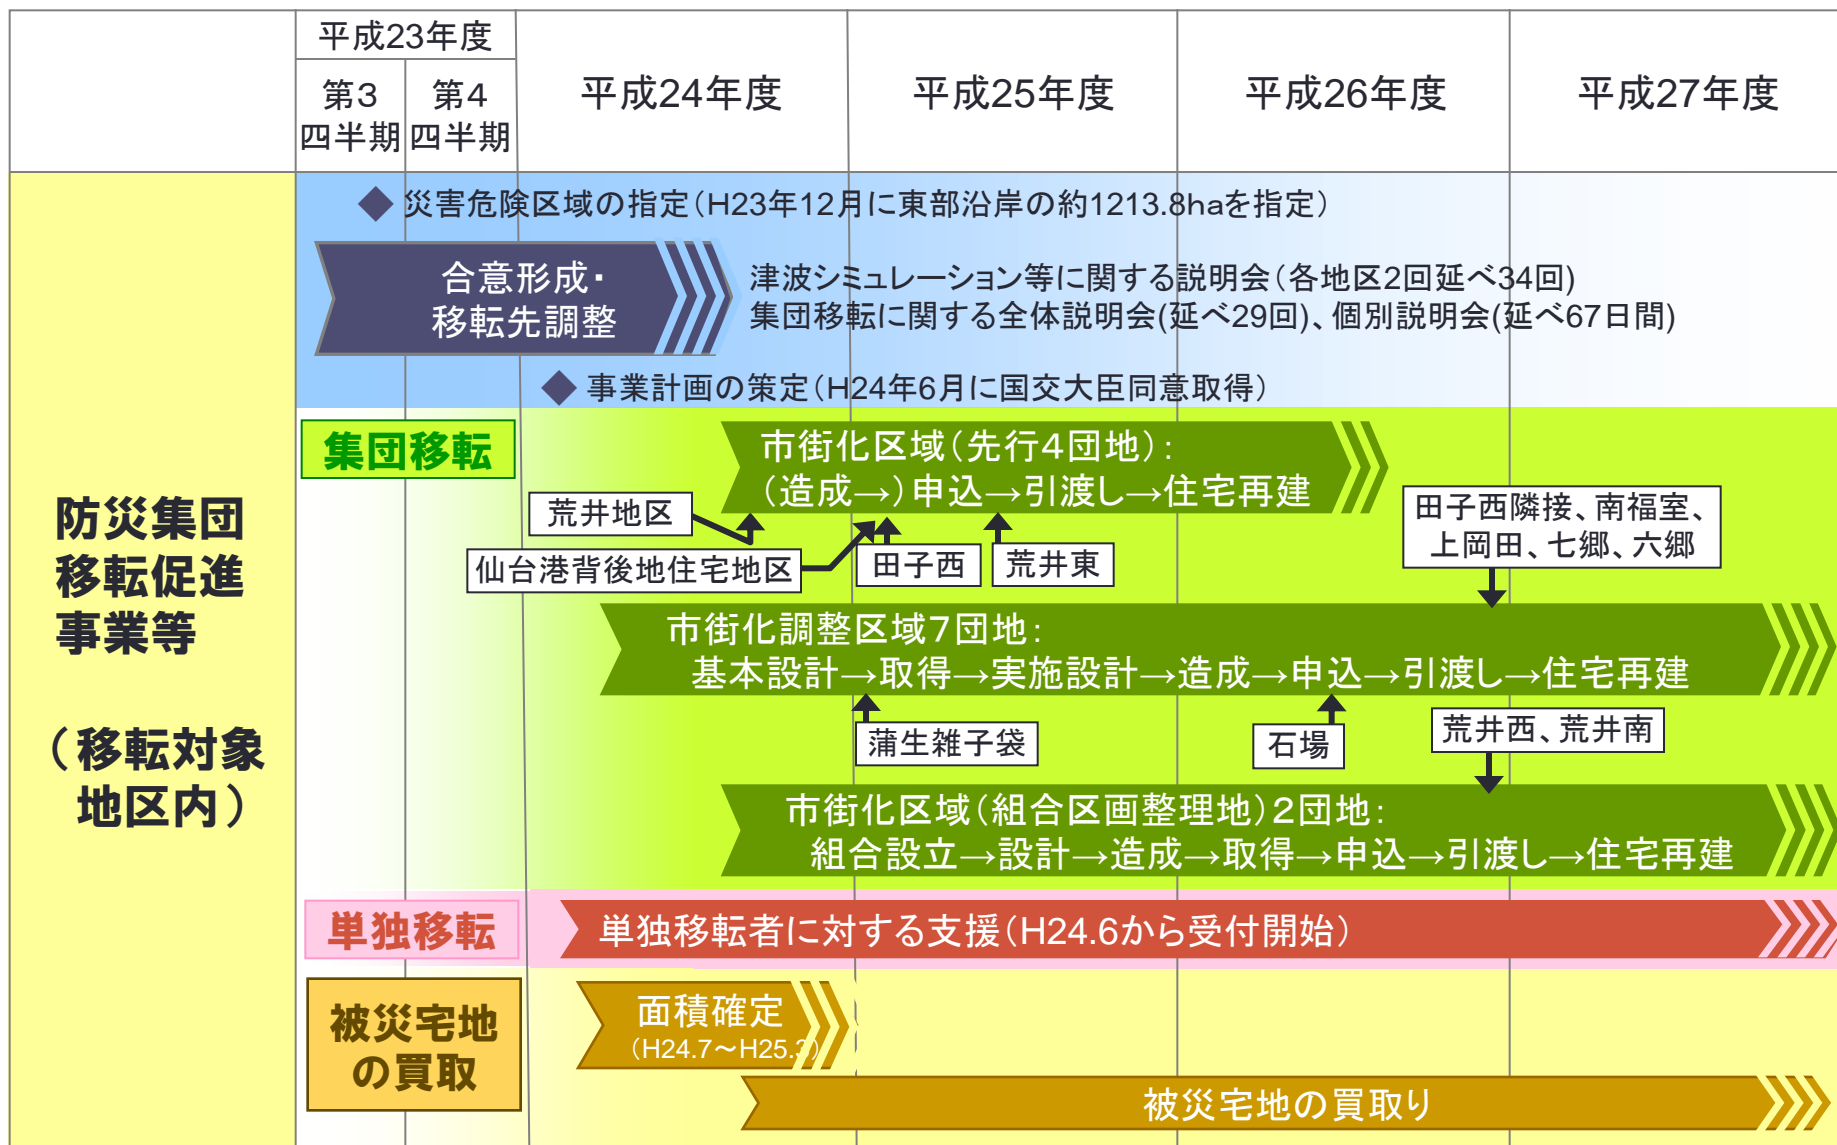 平成23年度
第3
四半期
第4
四半期
平成24年度
平成25年度
平成26年度
平成27年度
防災集団
移転促進
事業等
（移転対象
地区内）
◆ 災害危険区域の指定（H23年12月に東部沿岸の約1213.8haを指定）
合意形成・
移転先調整
津波シミュレーション等に関する説明会（各地区2回延べ34回）
集団移転に関する全体説明会(延べ29回)、個別説明会(延べ67日間)
◆ 事業計画の策定（H24年6月に国交大臣同意取得）
集団移転
市街化区域（先行4団地）：
（造成→）申込→引渡し→住宅再建
荒井地区
仙台港背後地住宅地区
田子西
荒井東
田子西隣接、南福室、
上岡田、七郷、六郷
市街化調整区域7団地：
基本設計→取得→実施設計→造成→申込→引渡し→住宅再建
蒲生雑子袋
石場
荒井西、荒井南
市街化区域（組合区画整理地）2団地：
組合設立→設計→造成→取得→申込→引渡し→住宅再建
単独移転
単独移転者に対する支援（H24.6から受付開始）
被災宅地
の買取
面積確定
（H24.7～H25.3）
被災宅地の買取り